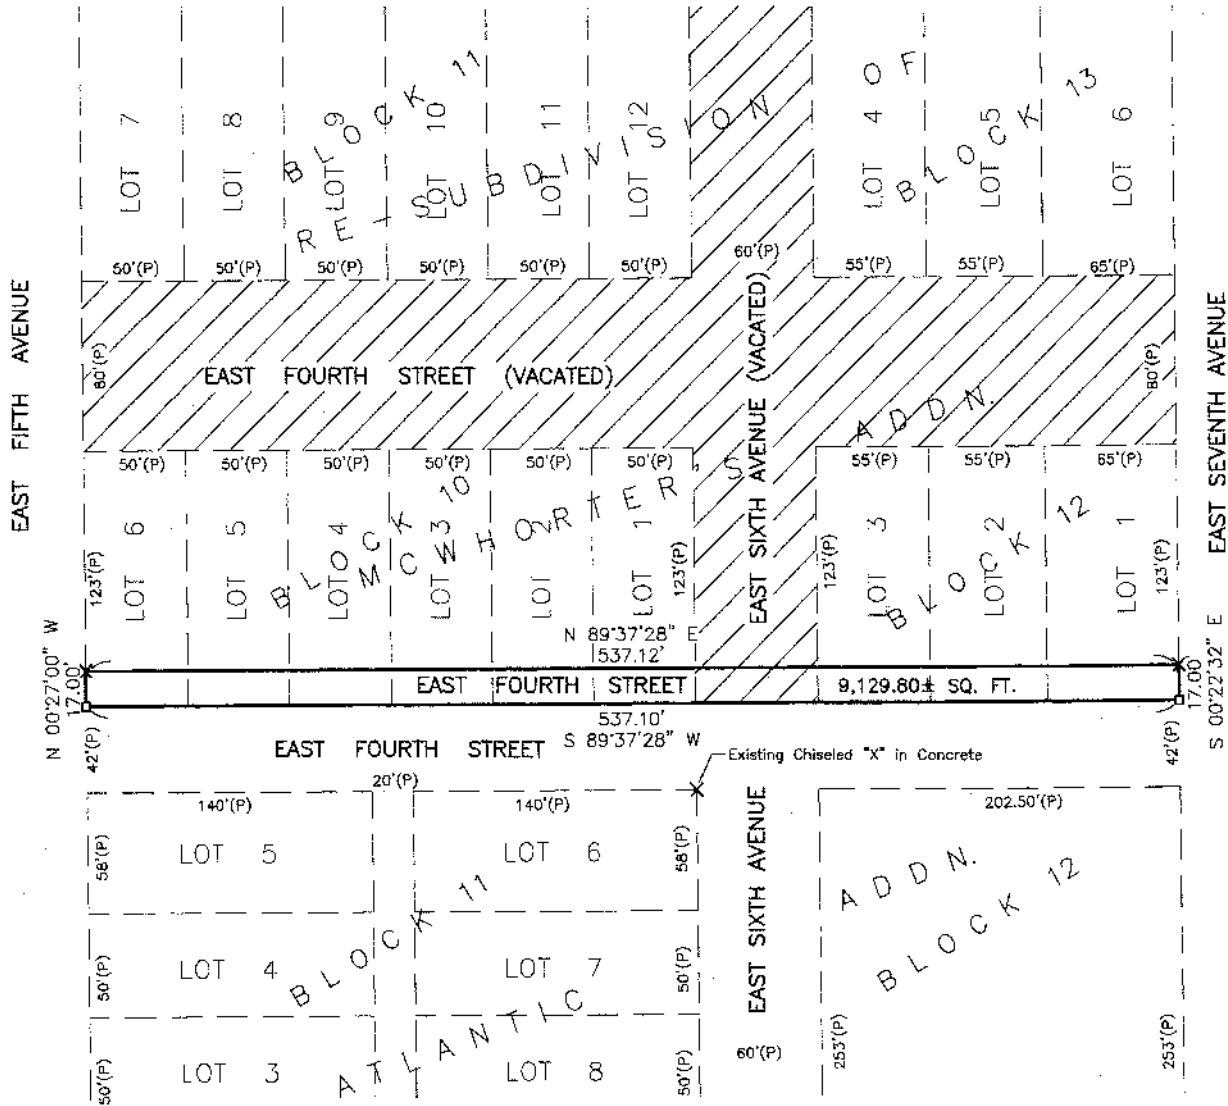 BLOCK 11
RE-SUBDIVISION OF
BLOCK 13
LOT 7
LOT 8
LOT 9
LOT 10
LOT 11
LOT 12
LOT 4
LOT 5
LOT 6
50'(P) 50'(P) 50'(P) 50'(P) 50'(P) 50'(P)
60'(P)
55'(P) 55'(P) 65'(P)
EAST FIFTH AVENUE
80'(P)
EAST FOURTH STREET (VACATED)
EAST SIXTH AVENUE (VACATED)
80'(P)
EAST SEVENTH AVENUE
ADDN.
50'(P) 50'(P) 50'(P) 50'(P) 50'(P) 50'(P)
55'(P) 55'(P) 65'(P)
BLOCK 10
MCWHORTER'S
BLOCK 12
123'(P)
LOT 6
LOT 5
LOT 4
LOT 3
LOT 2
LOT 1
123'(P)
123'(P)
LOT 3
LOT 2
LOT 1
123'(P)
N 89°37'28" E
537.12'
N 00°27'00" W
17.00'
EAST FOURTH STREET
9,129.80± SQ. FT.
17.00
S 00°22'32" E
537.10'
S 89°37'28" W
42'(P)
EAST FOURTH STREET
42'(P)
Existing Chiseled "X" in Concrete
20'(P)
140'(P) 140'(P)
202.50'(P)
58'(P)
LOT 5
LOT 6
58'(P)
EAST SIXTH AVENUE
ADDN.
BLOCK 11
BLOCK 12
50'(P)
LOT 4
LOT 7
50'(P)
ATLANTIC
50'(P)
LOT 3
LOT 8
50'(P)
60'(P)
253'(P)
253'(P)